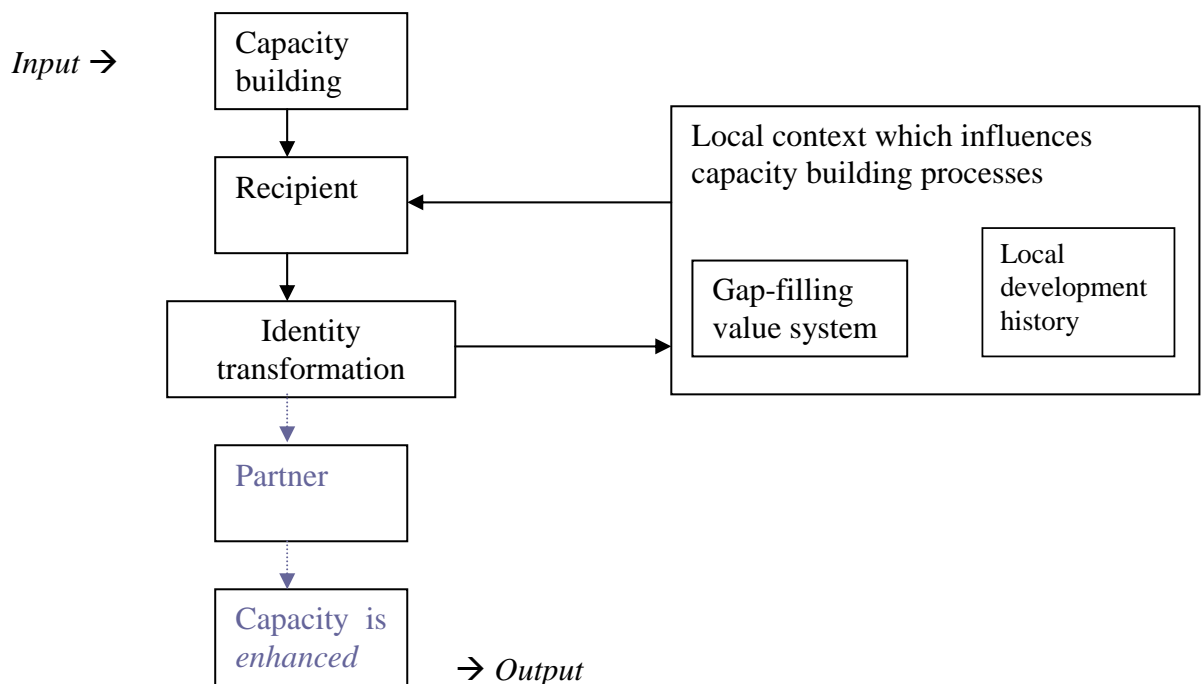 Input →
Capacity
building
Recipient
Identity
transformation
Partner
Capacity is
enhanced
→ Output
Local context which influences
capacity building processes
Gap-filling
value system
Local
development
history